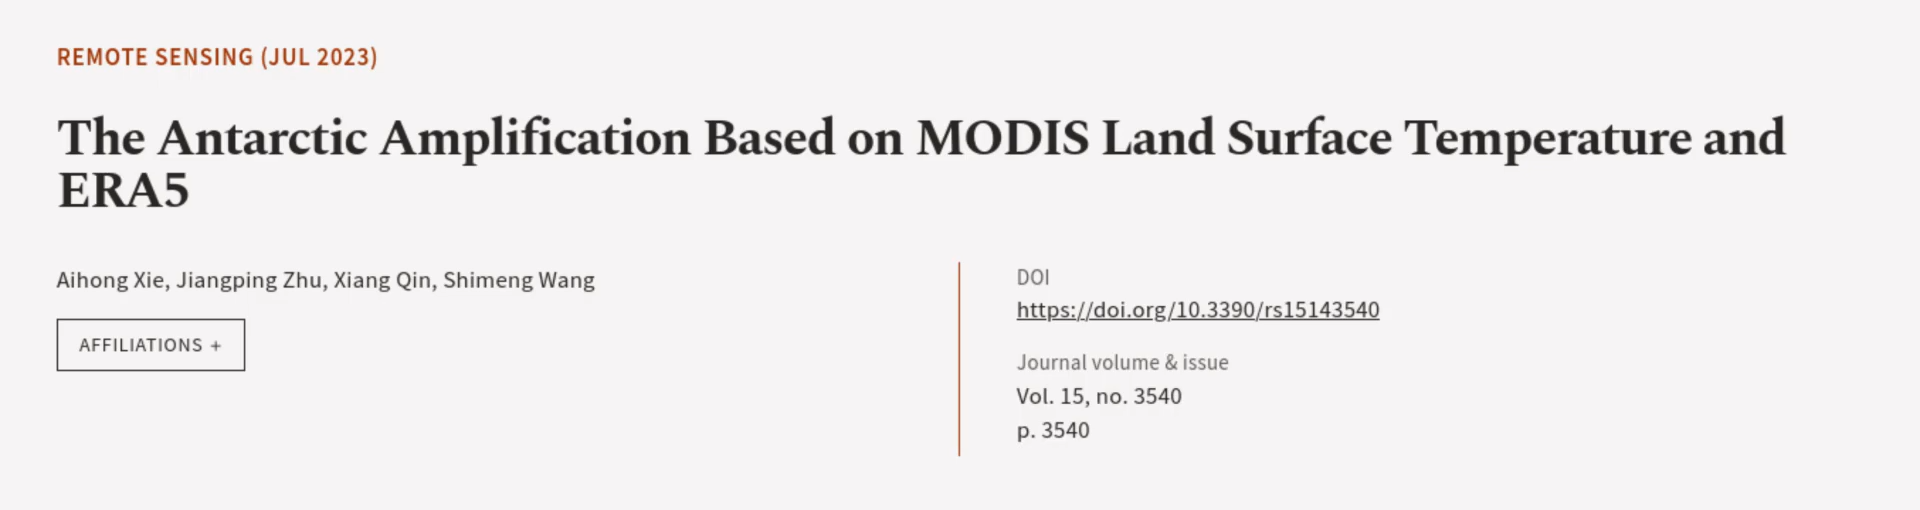 REMOTE SENSING (JUL 2023)
The Antarctic Amplification Based on MODIS Land Surface Temperature and
ERA5
Aihong Xie, Jiangping Zhu, Xiang Qin, Shimeng Wang
AFFILIATIONS +
DOI
https://doi.org/10.3390/rs15143540
Journal volume & issue
Vol. 15, no. 3540
p. 3540